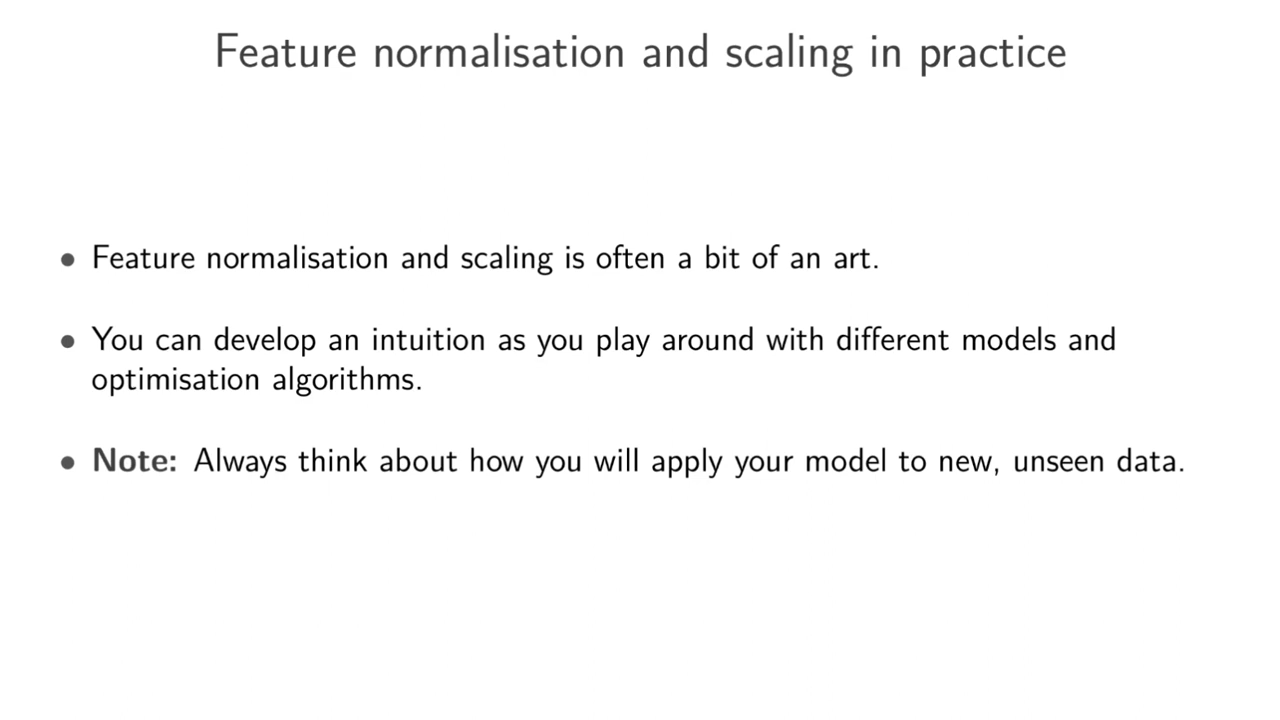 Feature normalisation and scaling in practice
• Feature normalisation and scaling is often a bit of an art.
• You can develop an intuition as you play around with different models and
optimisation algorithms.
• Note: Always think about how you will apply your model to new, unseen data.